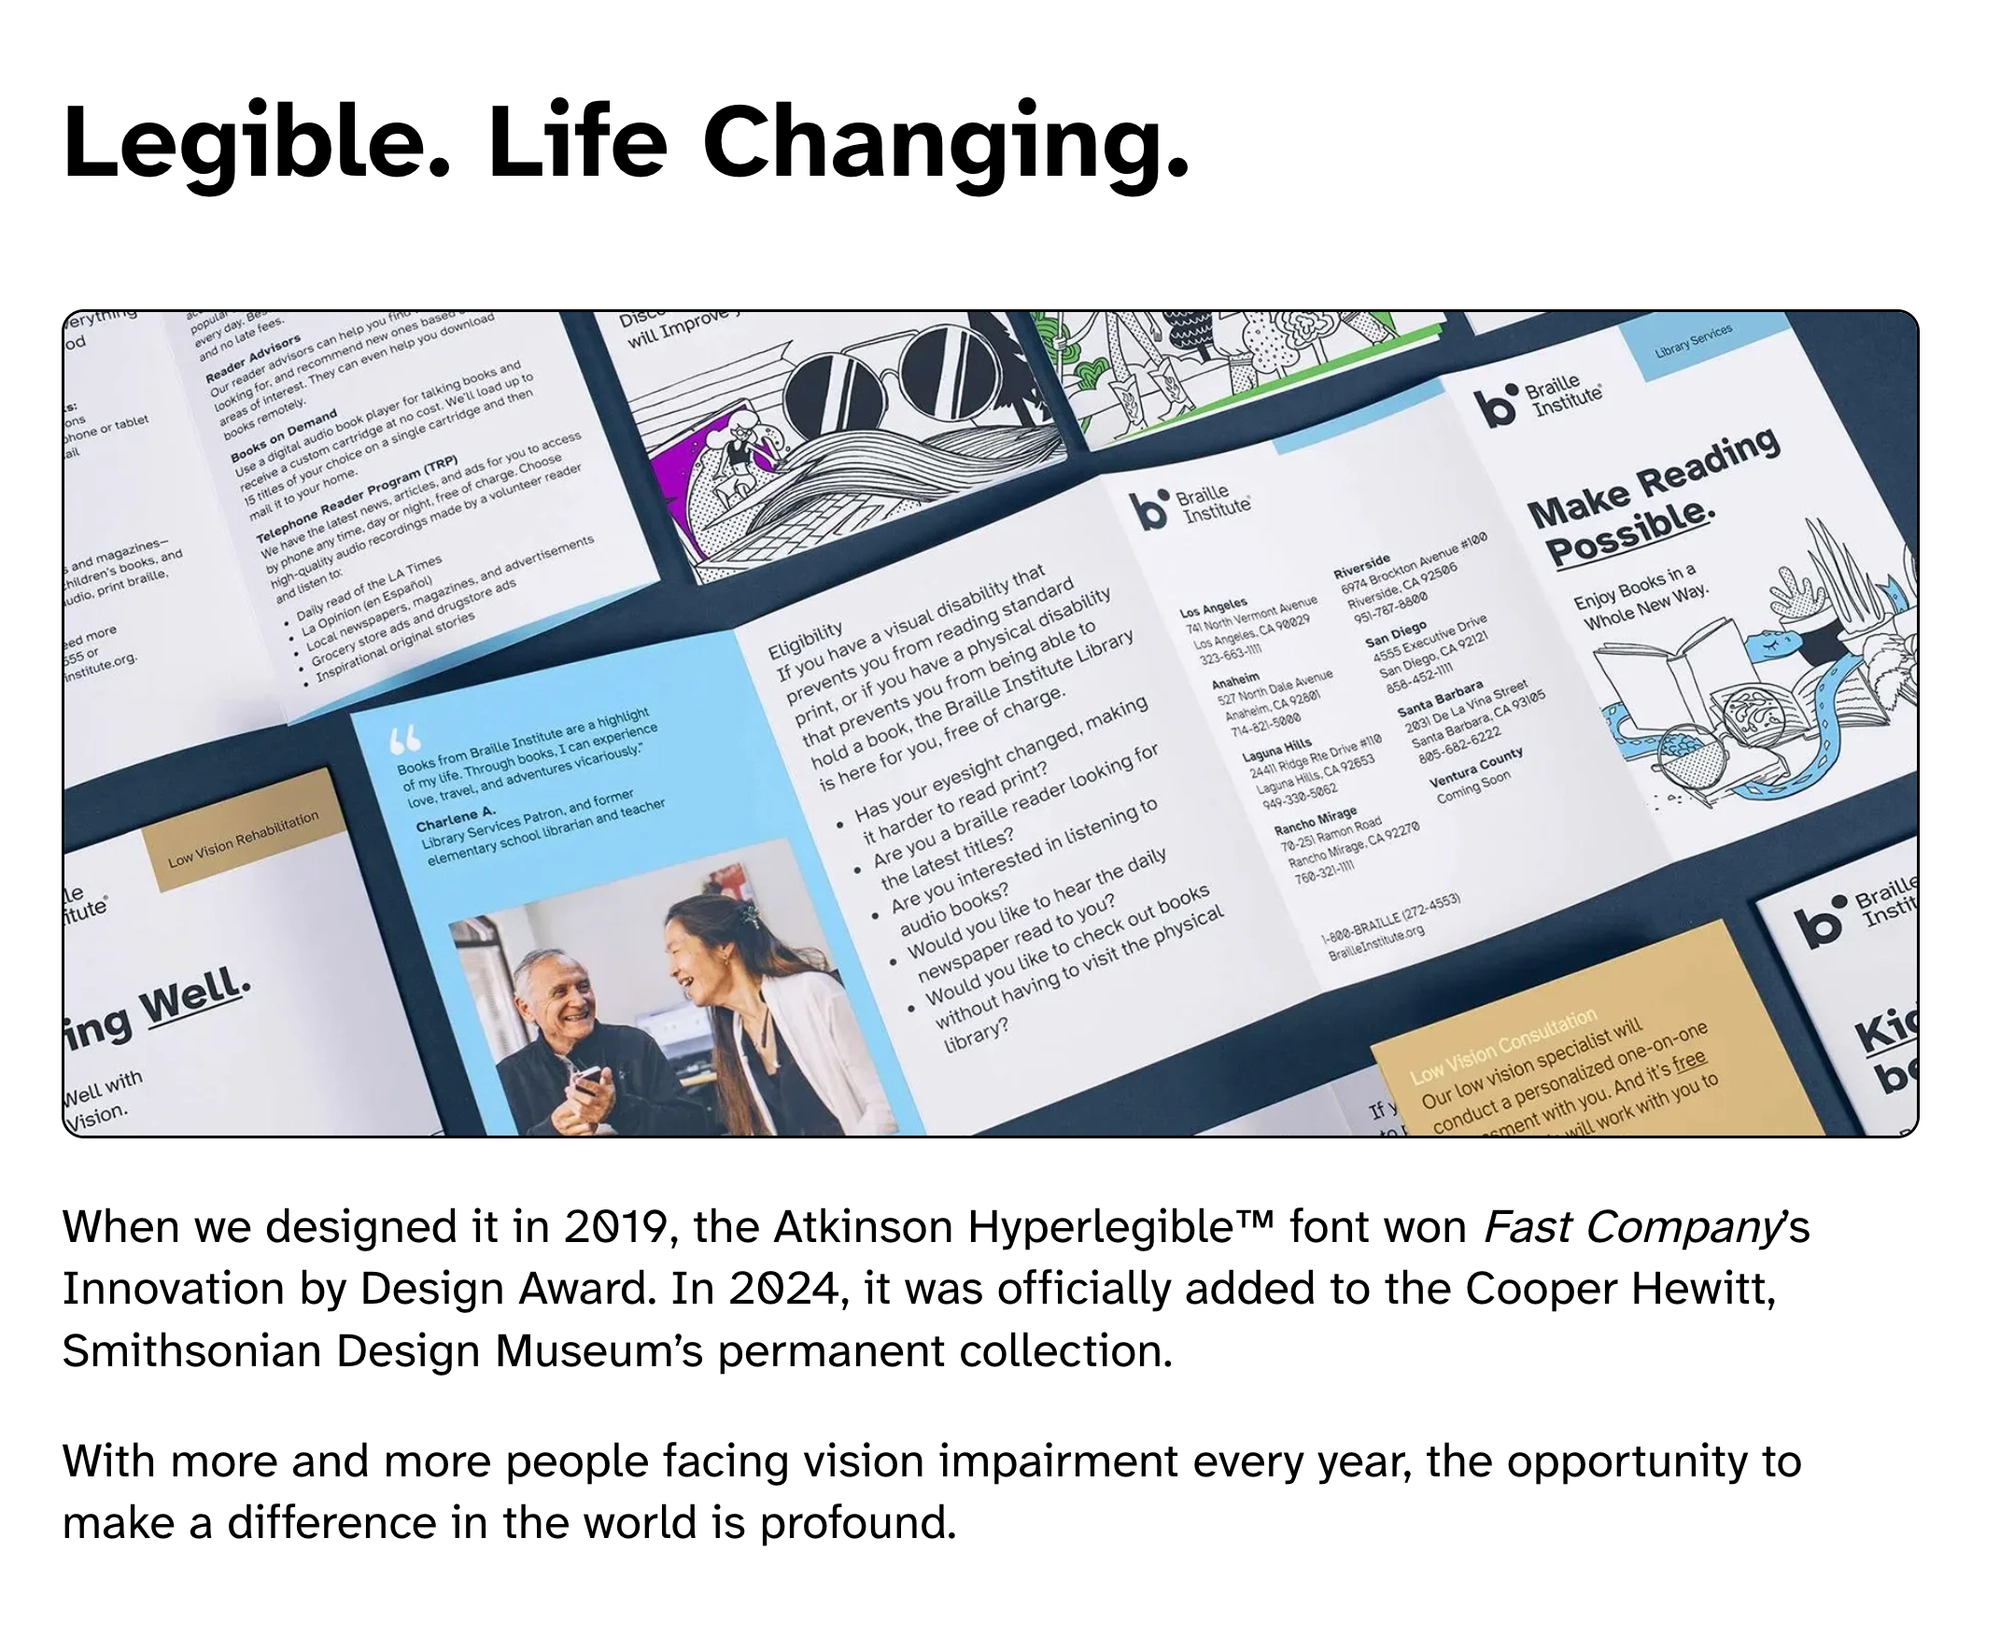 Legible. Life Changing.
erything
od
ons
phone or tablet
ail
s and magazines—
children's books, and
audio, print braille,
eed more
555 or
institute.org.
popular
every day. Bes
and no late fees.
Reader Advisors
Our reader advisors can help you find
looking for, and recommend new ones based
areas of interest. They can even help you download
books remotely.
Books on Demand
Use a digital audio book player for talking books and
receive a custom cartridge at no cost. We'll load up to
15 titles of your choice on a single cartridge and then
mail it to your home.
Telephone Reader Program (TRP)
We have the latest news, articles, and ads for you to access
by phone any time, day or night, free of charge. Choose
high-quality audio recordings made by a volunteer reader
and listen to:
• Daily read of the LA Times
• La Opinion (en Español)
• Local newspapers, magazines, and advertisements
• Grocery store ads and drugstore ads
• Inspirational original stories
Disc
will Improve
Low Vision Rehabilitation
le
itute
ing Well.
Well with
Vision.
“
Books from Braille Institute are a highlight
of my life. Through books, I can experience
love, travel, and adventures vicariously.”
Charlene A.
Library Services Patron, and former
elementary school librarian and teacher
Eligibility
If you have a visual disability that
prevents you from reading standard
print, or if you have a physical disability
that prevents you from being able to
hold a book, the Braille Institute Library
is here for you, free of charge.
• Has your eyesight changed, making
it harder to read print?
• Are you a braille reader looking for
the latest titles?
• Are you interested in listening to
audio books?
• Would you like to hear the daily
newspaper read to you?
• Would you like to check out books
without having to visit the physical
library?
b Braille
Institute
Los Angeles
741 North Vermont Avenue
Los Angeles, CA 90029
323-663-1111
Anaheim
527 North Dale Avenue
Anaheim, CA 92801
714-821-5000
Laguna Hills
24411 Ridge Rte Drive #110
Laguna Hills, CA 92653
949-330-5062
Rancho Mirage
70-251 Ramon Road
Rancho Mirage, CA 92270
760-321-1111
Riverside
6974 Brockton Avenue #100
Riverside, CA 92506
951-787-8800
San Diego
4555 Executive Drive
San Diego, CA 92121
858-452-1111
Santa Barbara
2031 De La Vina Street
Santa Barbara, CA 93105
805-682-6222
Ventura County
Coming Soon
1-800-BRAILLE (272-4553)
BrailleInstitute.org
Library Services
b Braille
Institute
Make Reading
Possible.
Enjoy Books in a
Whole New Way.
If y
to
Low Vision Consultation
Our low vision specialist will
conduct a personalized one-on-one
sment with you. And it's free
will work with you to
b Braille
Instit
Kid
be
When we designed it in 2019, the Atkinson Hyperlegible™ font won Fast Company’s
Innovation by Design Award. In 2024, it was officially added to the Cooper Hewitt,
Smithsonian Design Museum’s permanent collection.
With more and more people facing vision impairment every year, the opportunity to
make a difference in the world is profound.